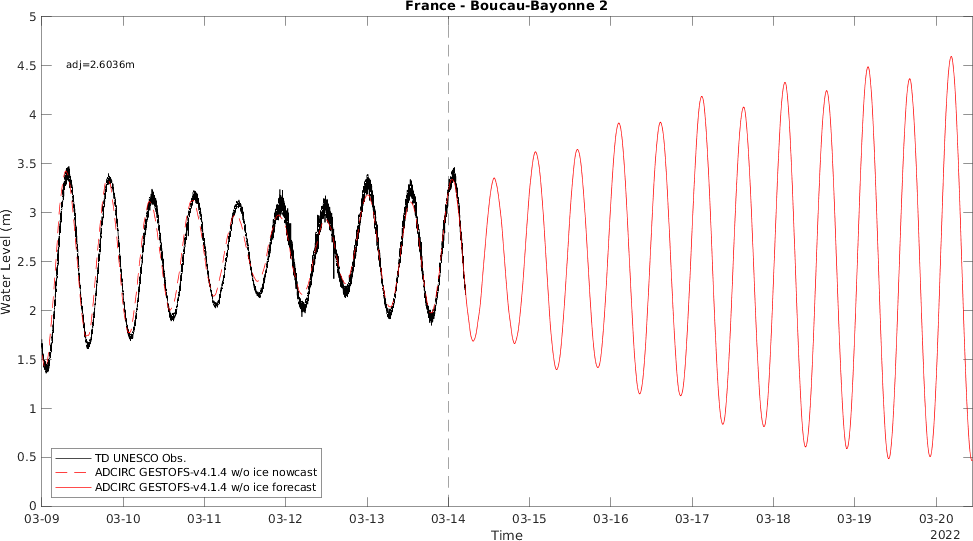 France - Boucau-Bayonne 2
5
4.5
4
3.5
3
2.5
2
1.5
1
0.5
0
Water Level (m)
adj=2.6036m
TD UNESCO Obs.
ADCIRC GESTOFS-v4.1.4 w/o ice nowcast
ADCIRC GESTOFS-v4.1.4 w/o ice forecast
03-09 03-10 03-11 03-12 03-13 03-14 03-15 03-16 03-17 03-18 03-19 03-20
2022
Time